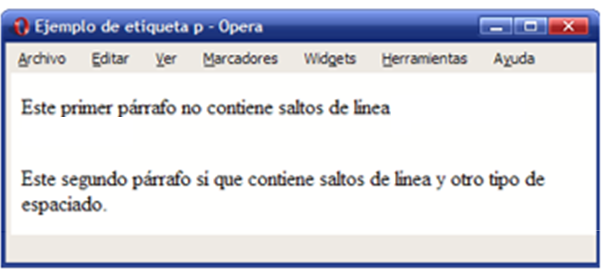 Ejemplo de etiqueta p - Opera
Archivo Editar Ver Marcadores Widgets Herramientas Ayuda
Este primer párrafo no contiene saltos de línea
Este segundo párrafo sí que contiene saltos de línea y otro tipo de
espaciado.